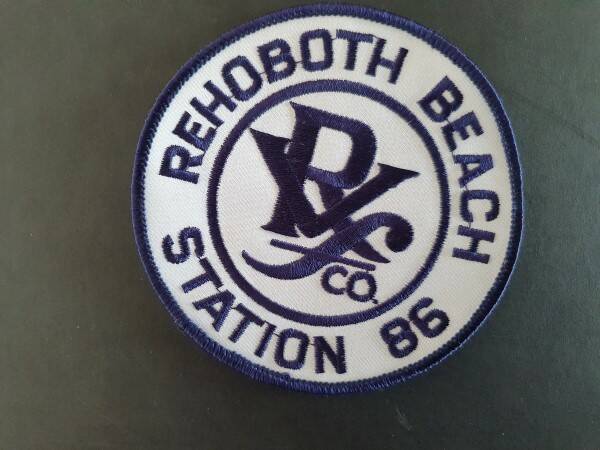 REHOBOTH BEACH
RVF
CO.
STATION 86